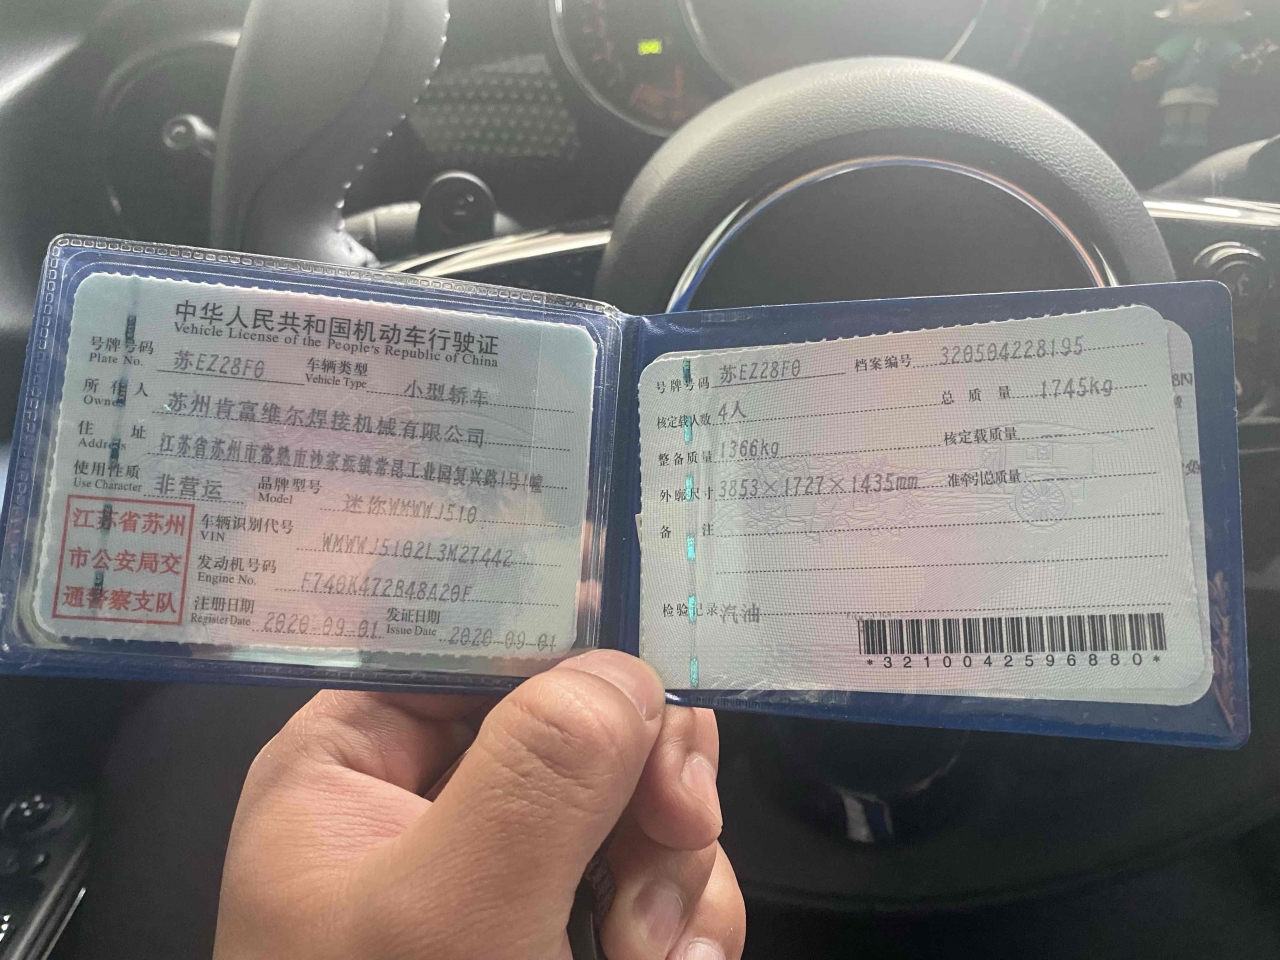 中华人民共和国机动车行驶证
Vehicle License of the People's Republic of China
号牌号码 苏EZ28F0 车辆类型 小型轿车
Plate No. Vehicle Type
所有人 苏州肯富维尔焊接机械有限公司
Owner
住址 江苏省苏州市常熟市沙家浜镇常昆工业园复兴路1号1幢
Address
使用性质 非营运 品牌型号 迷你WMWWJ510
Use Character Model
江苏省苏州
市公安局交
通警察支队
车辆识别代号 WMWWJ5102L3M27442
VIN
发动机号码 F740K472B48A20F
Engine No.
注册日期 2020-09-01 发证日期 2020-09-01
Register Date Issue Date
号牌号码 苏EZ28F0 档案编号 320504228195
核定载人数 4人 总质量 1745kg
整备质量 1366kg 核定载质量
外廓尺寸 3853×1727×1435mm 准牵引总质量
备注
检验记录 汽油
*3210042596880*